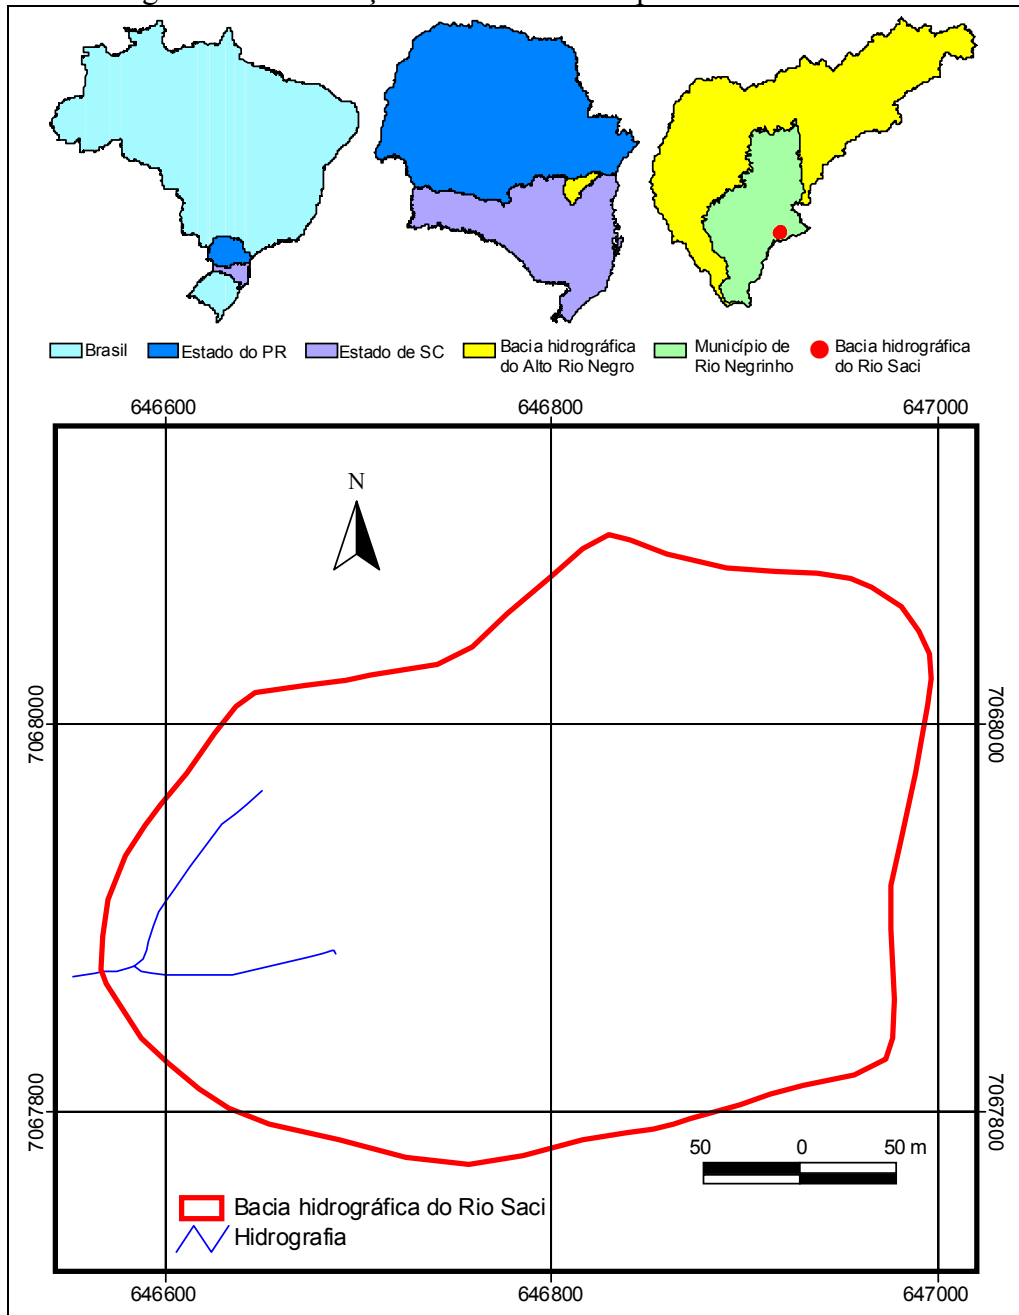 Brasil
Estado do PR
Estado de SC
Bacia hidrográfica
do Alto Rio Negro
Município de
Rio Negrinho
Bacia hidrográfica
do Rio Saci
646600 646800 647000
N
7068000 7068000
7067800 7067800
50 0 50 m
Bacia hidrográfica do Rio Saci
Hidrografia
646600 646800 647000